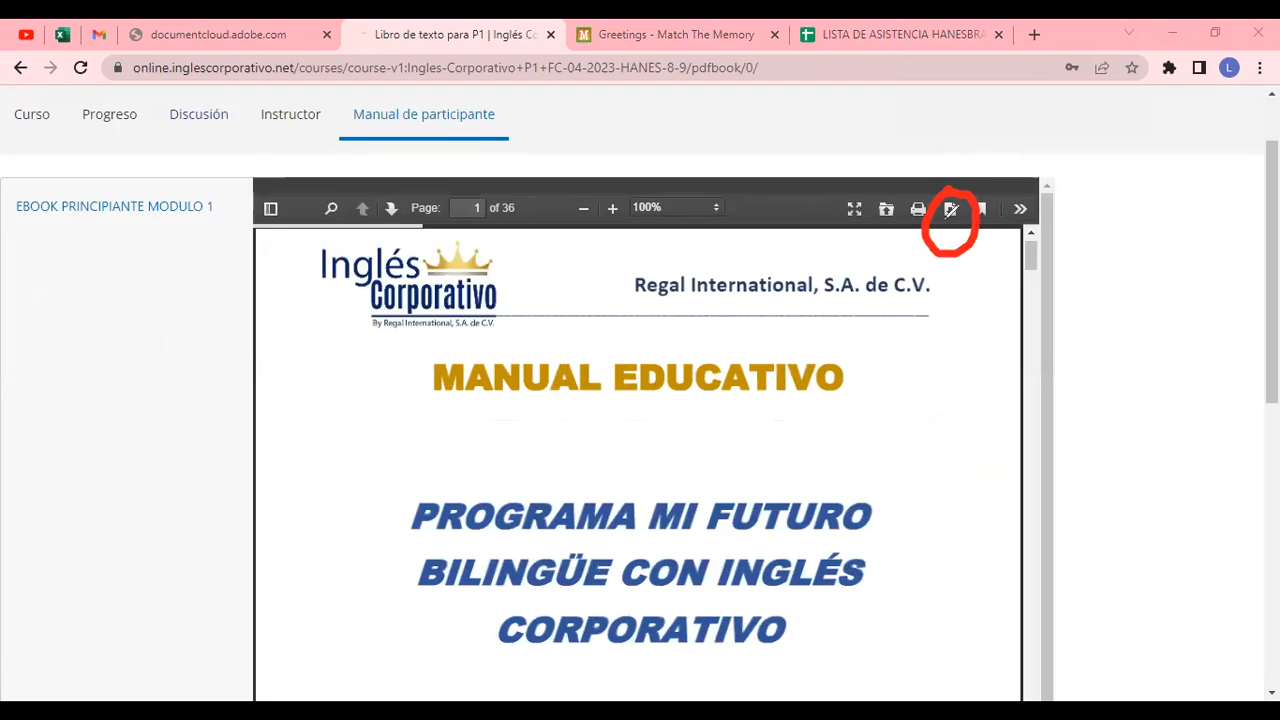 documentcloud.adobe.com
Libro de texto para P1 | Inglés Co
Greetings - Match The Memory
LISTA DE ASISTENCIA HANESBRA
online.inglescorporativo.net/courses/course-v1:Ingles-Corporativo+P1+FC-04-2023-HANES-8-9/pdfbook/0/
L
Curso Progreso Discusión Instructor Manual de participante
EBOOK PRINCIPIANTE MODULO 1
Page: 1 of 36 100%
Inglés
Corporativo
By Regal International, S.A. de C.V.
Regal International, S.A. de C.V.
MANUAL EDUCATIVO
PROGRAMA MI FUTURO
BILINGÜE CON INGLÉS
CORPORATIVO